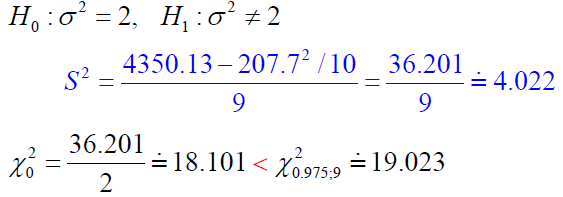 H₀ : σ² = 2, H₁ : σ² ≠ 2
S² = (4350.13 − 207.7² / 10) / 9 = 36.201 / 9 ≐ 4.022
χ₀² = 36.201 / 2 ≐ 18.101 < χ²₀.₉₇₅;₉ ≐ 19.023